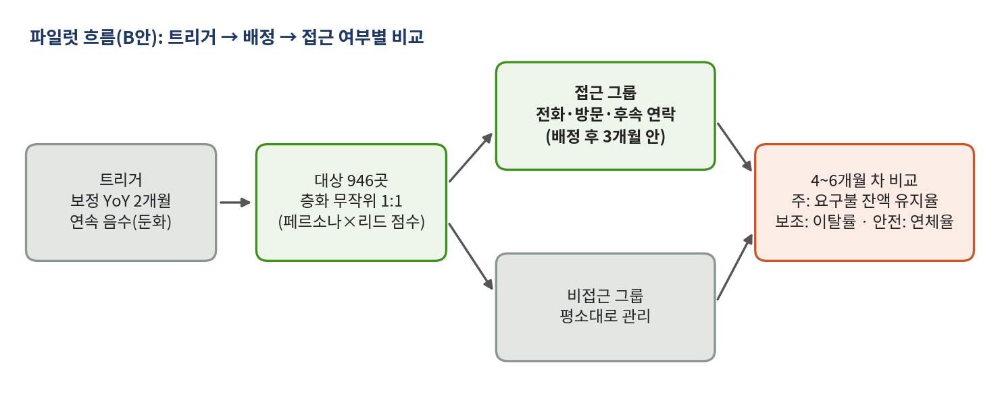 파일럿 흐름(B안): 트리거 → 배정 → 접근 여부별 비교
트리거
보정 YoY 2개월
연속 음수(둔화)
대상 946곳
층화 무작위 1:1
(페르소나×리드 점수)
접근 그룹
전화·방문·후속 연락
(배정 후 3개월 안)
비접근 그룹
평소대로 관리
4~6개월 차 비교
주: 요구불 잔액 유지율
보조: 이탈률 · 안전: 연체율